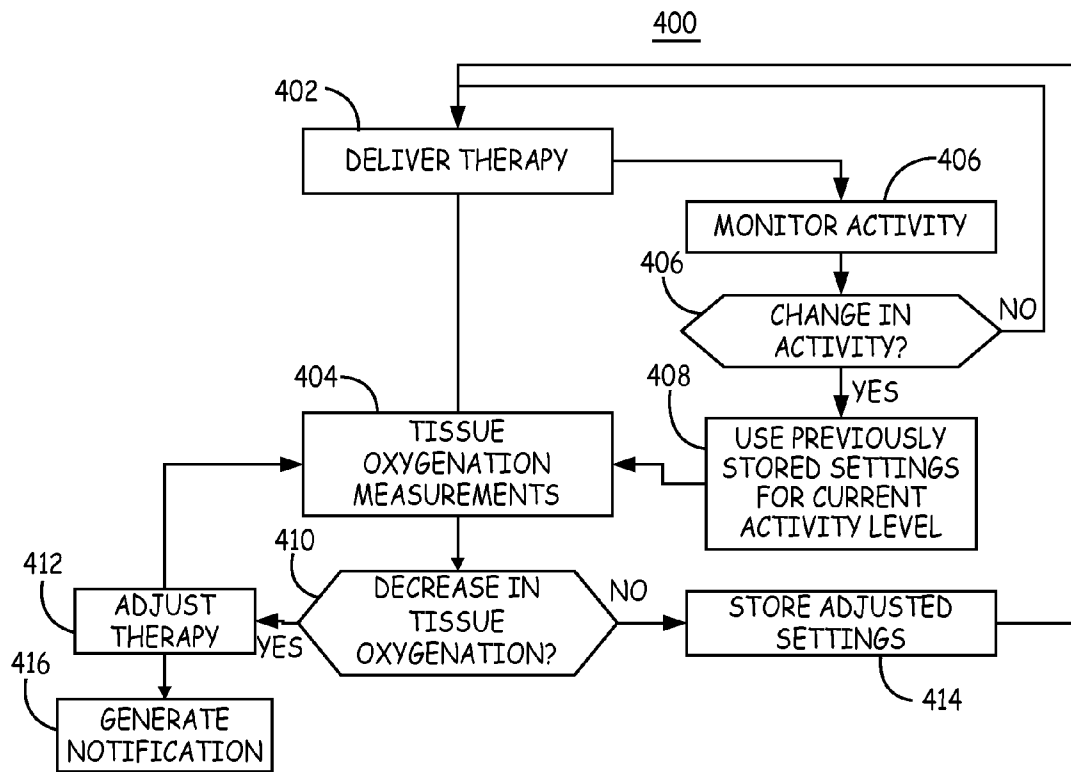 400
402
DELIVER THERAPY
406
MONITOR ACTIVITY
406
CHANGE IN
ACTIVITY?
NO
YES
404
TISSUE
OXYGENATION
MEASUREMENTS
408
USE PREVIOUSLY
STORED SETTINGS
FOR CURRENT
ACTIVITY LEVEL
410
DECREASE IN
TISSUE
OXYGENATION?
NO
YES
412
ADJUST
THERAPY
STORE ADJUSTED
SETTINGS
414
416
GENERATE
NOTIFICATION